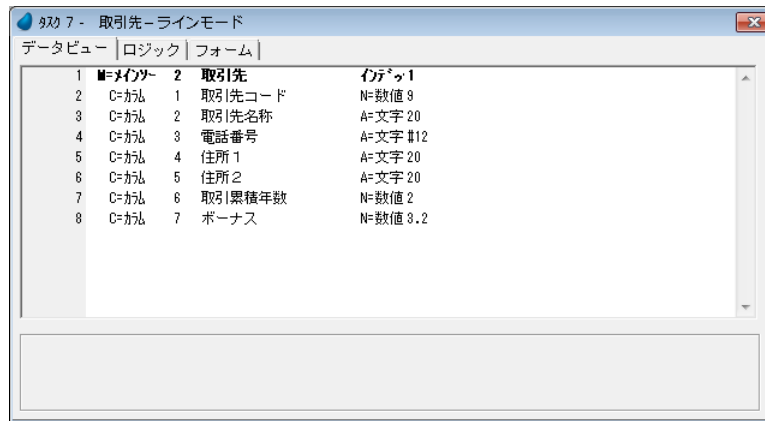 ﾀｽｸ 7 - 取引先－ラインモード
データビュー ロジック フォーム
1 M=ﾒｲﾝｿｰ 2 取引先 ｲﾝﾃﾞｯ 1
2 C=ｶﾗﾑ 1 取引先コード N=数値 9
3 C=ｶﾗﾑ 2 取引先名称 A=文字 20
4 C=ｶﾗﾑ 3 電話番号 A=文字 #12
5 C=ｶﾗﾑ 4 住所１ A=文字 20
6 C=ｶﾗﾑ 5 住所２ A=文字 20
7 C=ｶﾗﾑ 6 取引累積年数 N=数値 2
8 C=ｶﾗﾑ 7 ボーナス N=数値 3.2